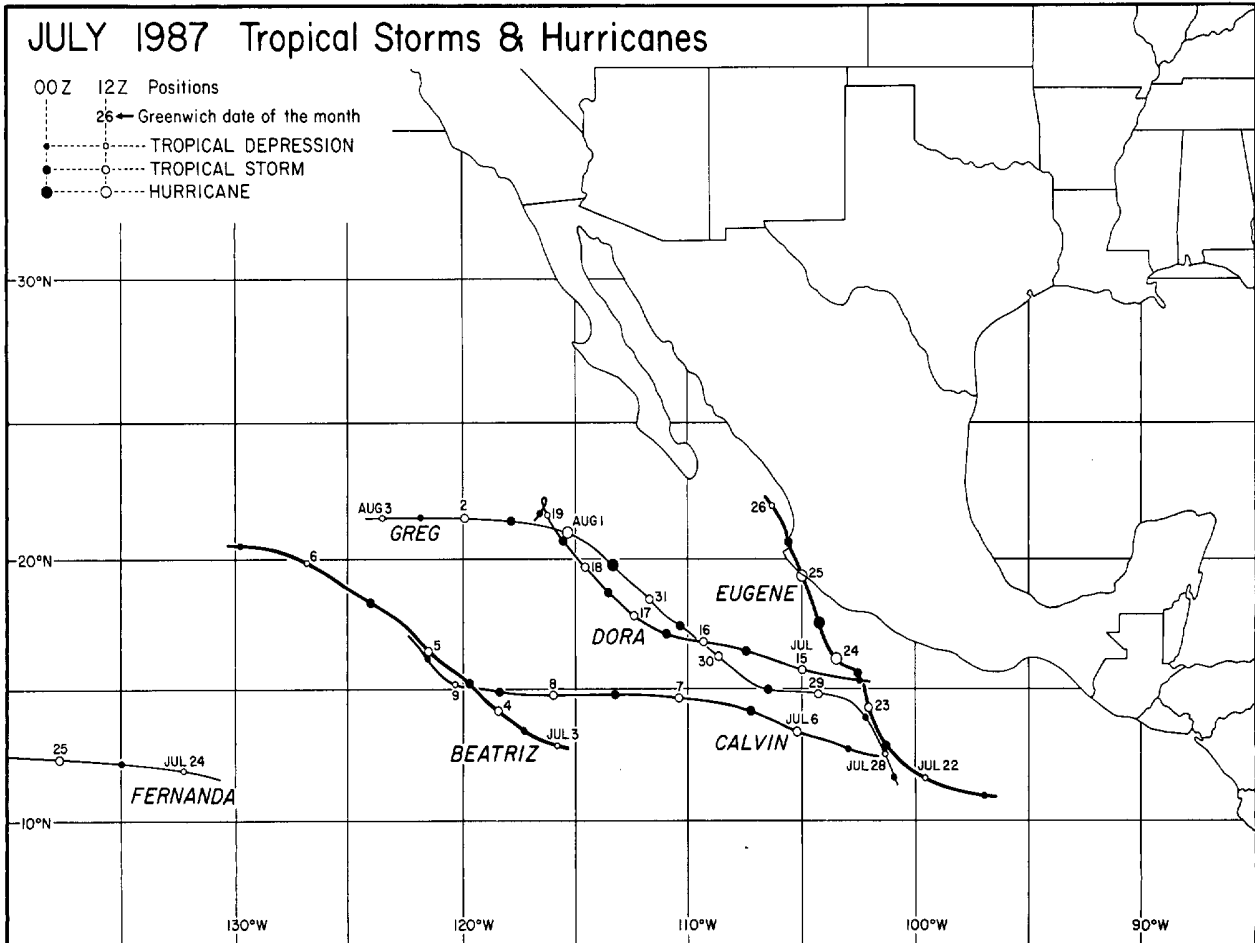 JULY 1987 Tropical Storms & Hurricanes
00Z 12Z Positions
26 ← Greenwich date of the month
TROPICAL DEPRESSION
TROPICAL STORM
HURRICANE
30°N
26
AUG 3
2
19
AUG 1
GREG
6
20°N
18
25
EUGENE
31
17
DORA
16
JUL
15
5
30
24
9
8
7
29
23
4
JUL 6
JUL 3
BEATRIZ
CALVIN
JUL 28
JUL 22
25
JUL 24
FERNANDA
10°N
130°W
120°W
110°W
100°W
90°W